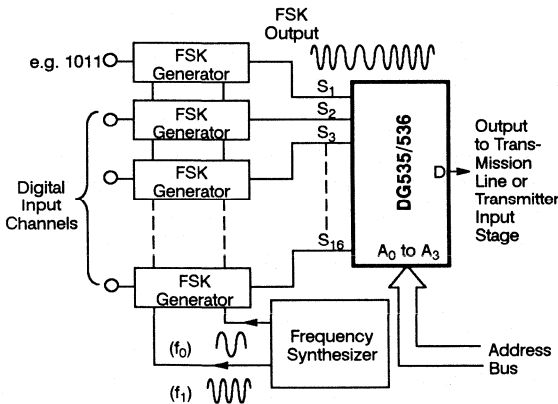 FSK
Output
e.g. 1011
FSK
Generator
S1
FSK
Generator
S2
FSK
Generator
S3
Digital
Input
Channels
DG535/536
D
Output
to Trans-
Mission
Line or
Transmitter
Input
Stage
S16
A0 to A3
FSK
Generator
Frequency
Synthesizer
(f0)
(f1)
Address
Bus